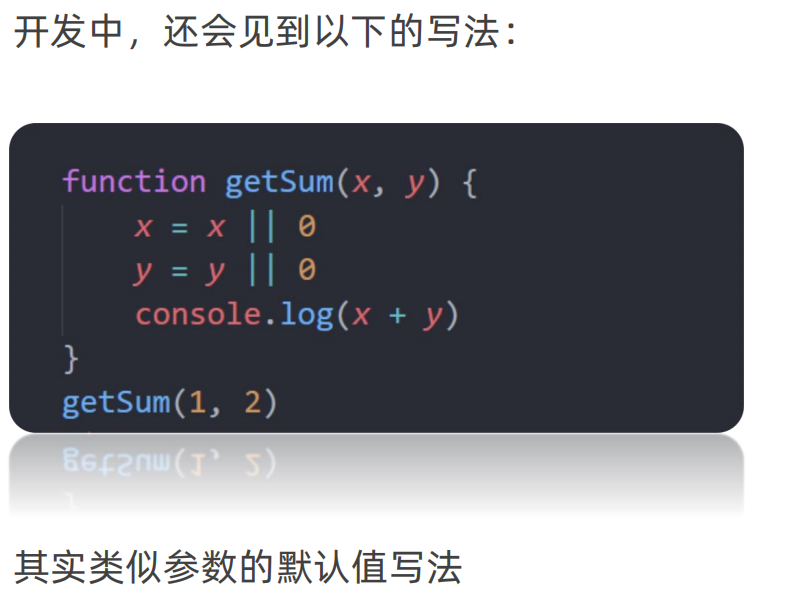 开发中，还会见到以下的写法：
function getSum(x, y) {
    x = x || 0
    y = y || 0
    console.log(x + y)
}
getSum(1, 2)
其实类似参数的默认值写法